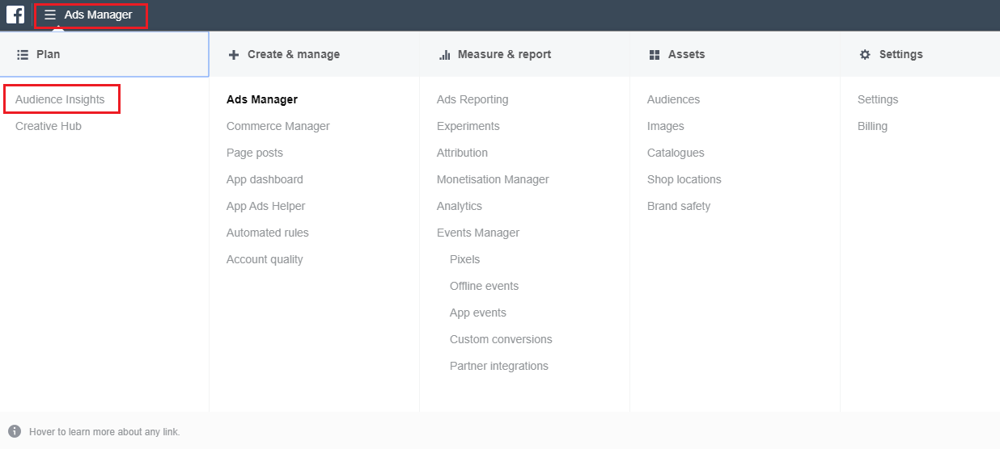 Ads Manager
Plan
Audience Insights
Creative Hub
Create & manage
Ads Manager
Commerce Manager
Page posts
App dashboard
App Ads Helper
Automated rules
Account quality
Measure & report
Ads Reporting
Experiments
Attribution
Monetisation Manager
Analytics
Events Manager
Pixels
Offline events
App events
Custom conversions
Partner integrations
Assets
Audiences
Images
Catalogues
Shop locations
Brand safety
Settings
Settings
Billing
Hover to learn more about any link.